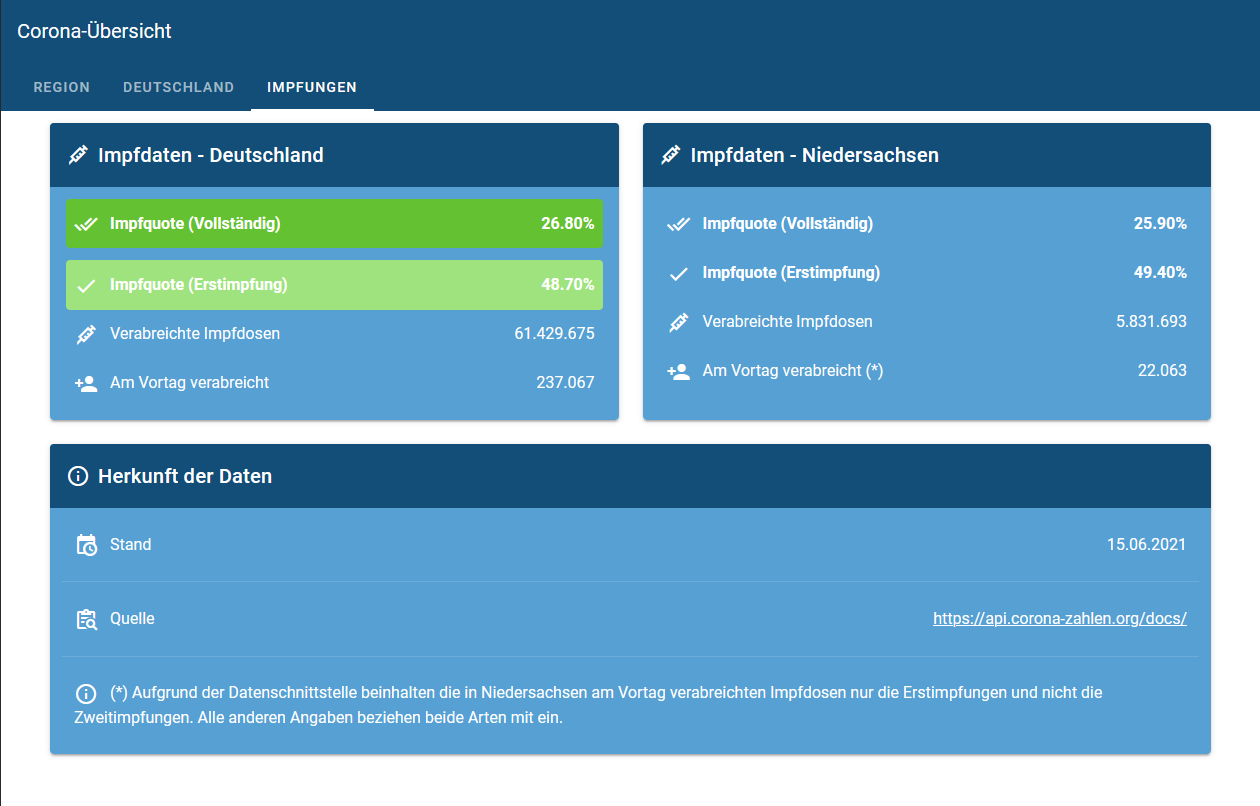 Corona-Übersicht
REGION DEUTSCHLAND IMPFUNGEN
Impfdaten - Deutschland
Impfquote (Vollständig) 26.80%
Impfquote (Erstimpfung) 48.70%
Verabreichte Impfdosen 61.429.675
Am Vortag verabreicht 237.067
Impfdaten - Niedersachsen
Impfquote (Vollständig) 25.90%
Impfquote (Erstimpfung) 49.40%
Verabreichte Impfdosen 5.831.693
Am Vortag verabreicht (*) 22.063
Herkunft der Daten
Stand 15.06.2021
Quelle https://api.corona-zahlen.org/docs/
(*) Aufgrund der Datenschnittstelle beinhalten die in Niedersachsen am Vortag verabreichten Impfdosen nur die Erstimpfungen und nicht die
Zweitimpfungen. Alle anderen Angaben beziehen beide Arten mit ein.